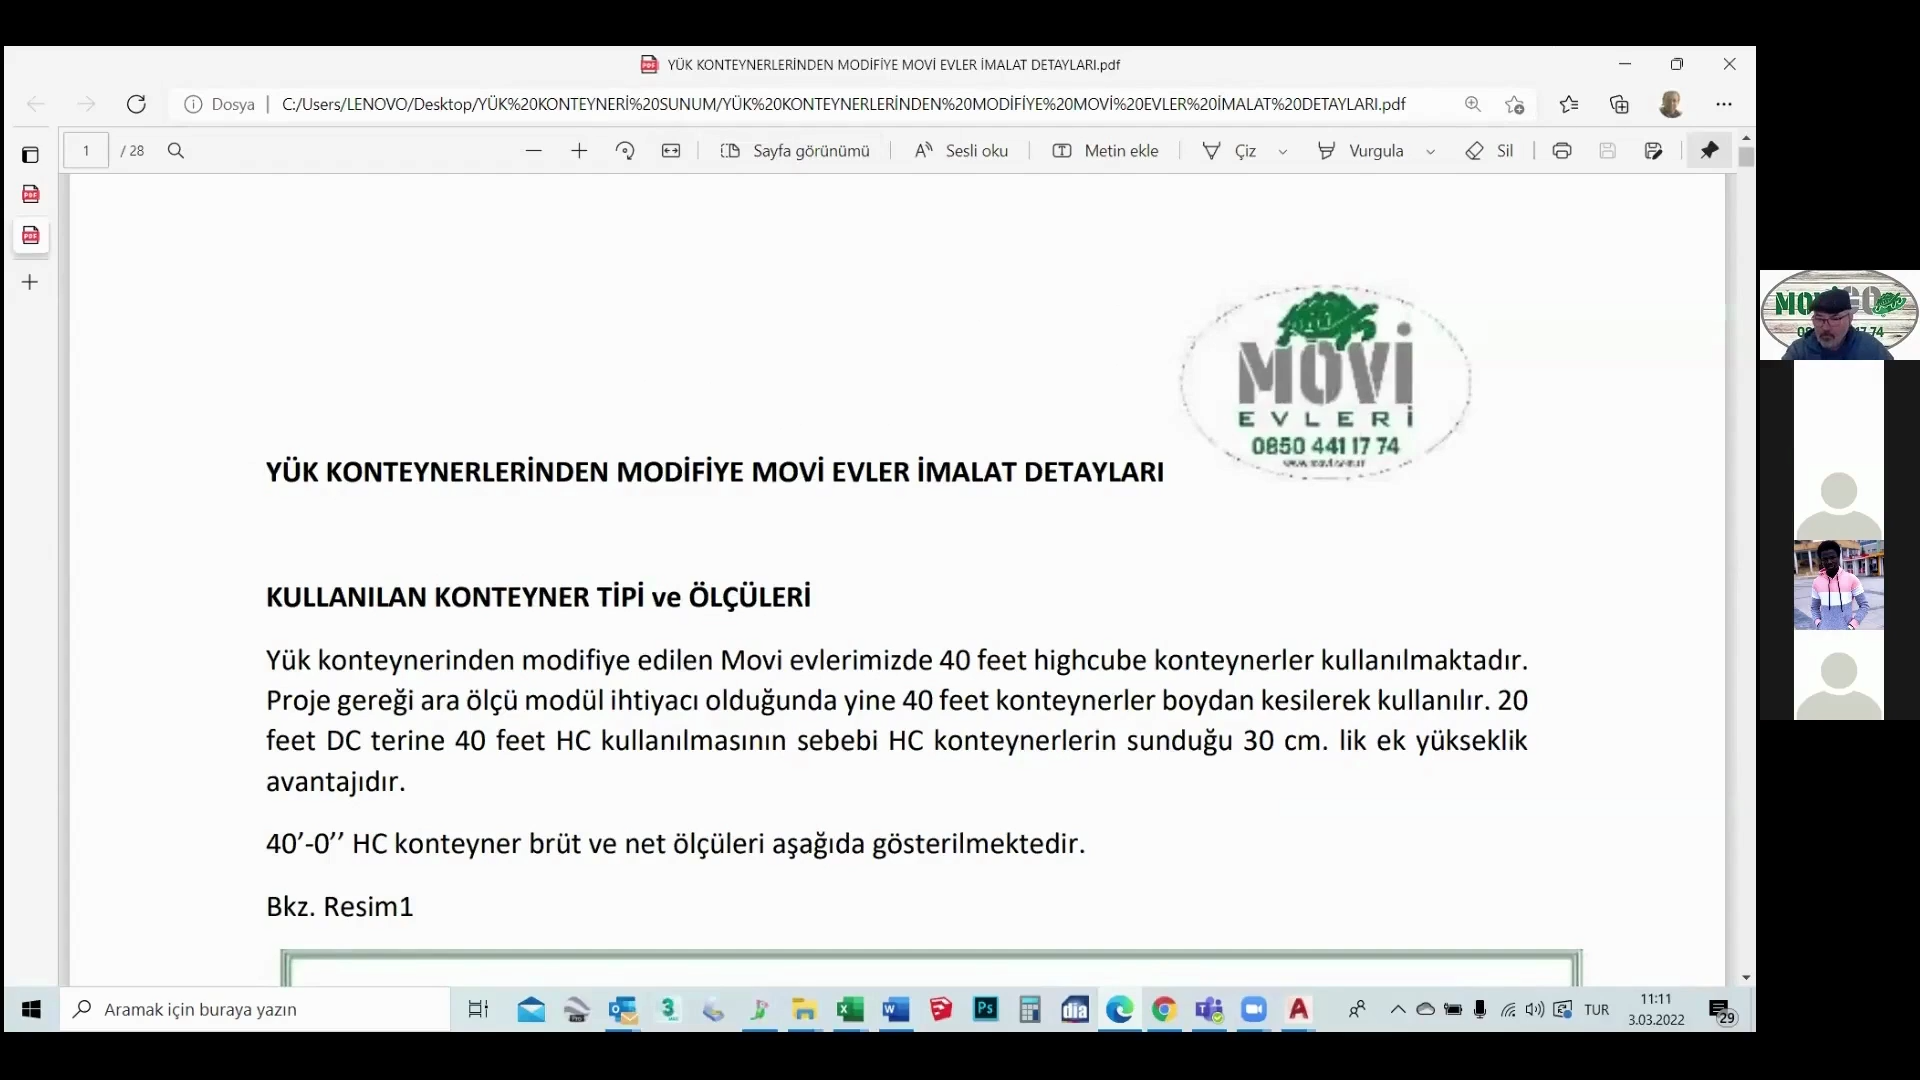 YÜK KONTEYNERLERİNDEN MODİFİYE MOVİ EVLER İMALAT DETAYLARI.pdf
Dosya
C:/Users/LENOVO/Desktop/YÜK%20KONTEYNERİ%20SUNUM/YÜK%20KONTEYNERLERİNDEN%20MODİFİYE%20MOVİ%20EVLER%20İMALAT%20DETAYLARI.pdf
1 / 28
Sayfa görünümü
Sesli oku
Metin ekle
Çiz
Vurgula
Sil
MOVİ
EVLERİ
0850 441 17 74
YÜK KONTEYNERLERİNDEN MODİFİYE MOVİ EVLER İMALAT DETAYLARI
KULLANILAN KONTEYNER TİPİ ve ÖLÇÜLERİ
Yük konteynerinden modifiye edilen Movi evlerimizde 40 feet highcube konteynerler kullanılmaktadır.
Proje gereği ara ölçü modül ihtiyacı olduğunda yine 40 feet konteynerler boydan kesilerek kullanılır. 20
feet DC terine 40 feet HC kullanılmasının sebebi HC konteynerlerin sunduğu 30 cm. lik ek yükseklik
avantajıdır.
40’-0’’ HC konteyner brüt ve net ölçüleri aşağıda gösterilmektedir.
Bkz. Resim1
Aramak için buraya yazın
dia
TUR
11:11
3.03.2022
29